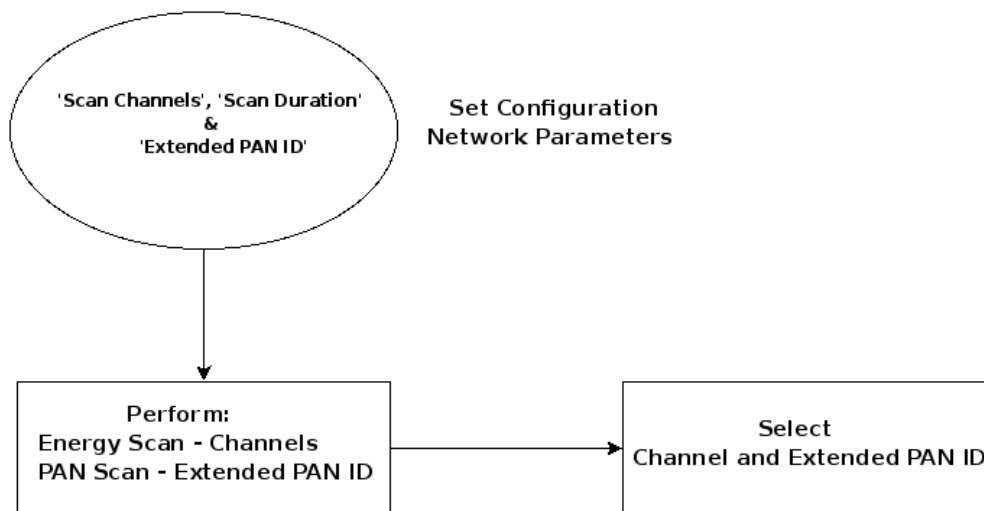 'Scan Channels', 'Scan Duration'
&
'Extended PAN ID'
Set Configuration
Network Parameters
Perform:
Energy Scan - Channels
PAN Scan - Extended PAN ID
Select
Channel and Extended PAN ID